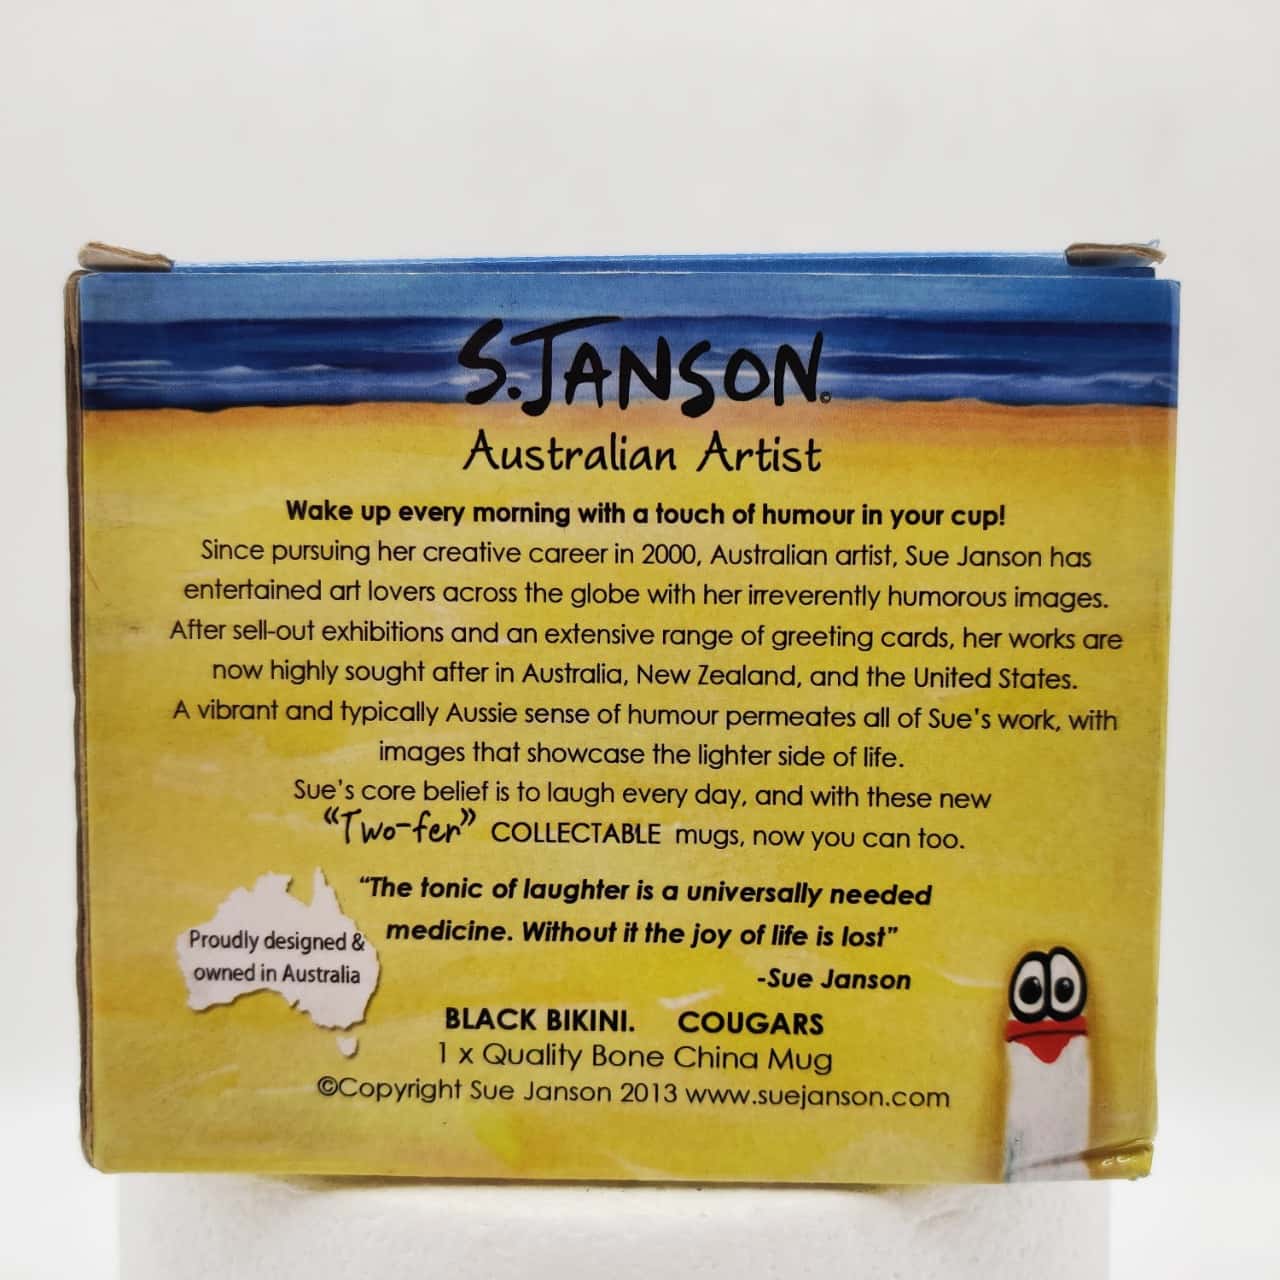 S.JANSON©
Australian Artist
Wake up every morning with a touch of humour in your cup!
Since pursuing her creative career in 2000, Australian artist, Sue Janson has
entertained art lovers across the globe with her irreverently humorous images.
After sell-out exhibitions and an extensive range of greeting cards, her works are
now highly sought after in Australia, New Zealand, and the United States.
A vibrant and typically Aussie sense of humour permeates all of Sue's work, with
images that showcase the lighter side of life.
Sue's core belief is to laugh every day, and with these new
"Two-fer" COLLECTABLE mugs, now you can too.
"The tonic of laughter is a universally needed
medicine. Without it the joy of life is lost"
-Sue Janson
Proudly designed &
owned in Australia
BLACK BIKINI. COUGARS
1 x Quality Bone China Mug
©Copyright Sue Janson 2013 www.suejanson.com